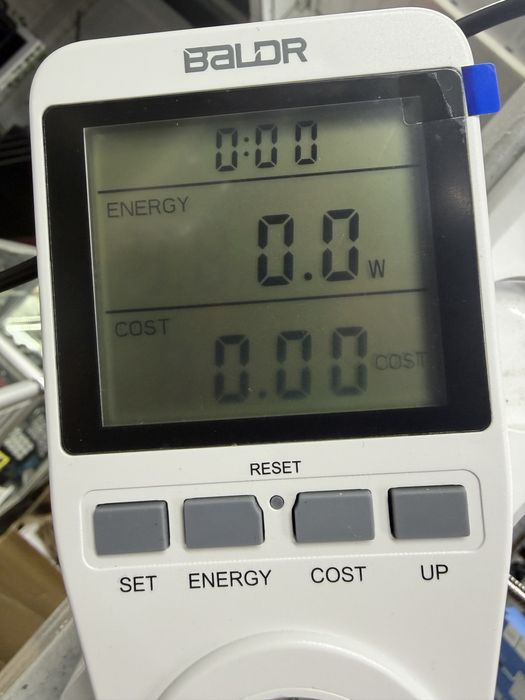 BALDR
0:00
ENERGY
0.0 W
COST
0.00 COST
RESET
SET ENERGY COST UP